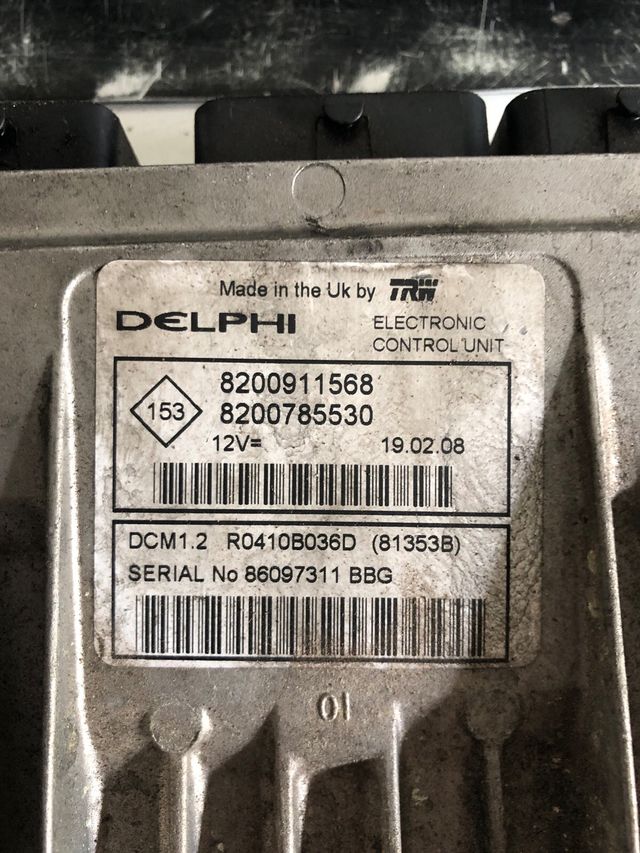 Made in the Uk by TRW
DELPHI
ELECTRONIC
CONTROL UNIT
153
8200911568
8200785530
12V=
19.02.08
DCM1.2 R0410B036D (81353B)
SERIAL No 86097311 BBG
01